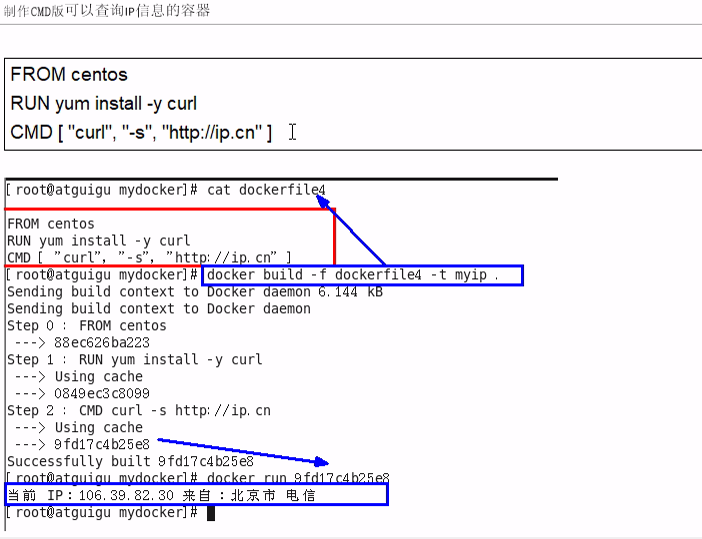 制作CMD版可以查询IP信息的容器
FROM centos
RUN yum install -y curl
CMD [ "curl", "-s", "http://ip.cn" ]
[root@atguigu mydocker]# cat dockerfile4
FROM centos
RUN yum install -y curl
CMD [ "curl", "-s", "http://ip.cn" ]
[root@atguigu mydocker]# docker build -f dockerfile4 -t myip .
Sending build context to Docker daemon 6.144 kB
Sending build context to Docker daemon
Step 0 : FROM centos
---> 88ec626ba223
Step 1 : RUN yum install -y curl
---> Using cache
---> 0849ec3c8099
Step 2 : CMD curl -s http://ip.cn
---> Using cache
---> 9fd17c4b25e8
Successfully built 9fd17c4b25e8
[root@atguigu mydocker]# docker run 9fd17c4b25e8
当前 IP：106.39.82.30 来自：北京市 电信
[root@atguigu mydocker]#